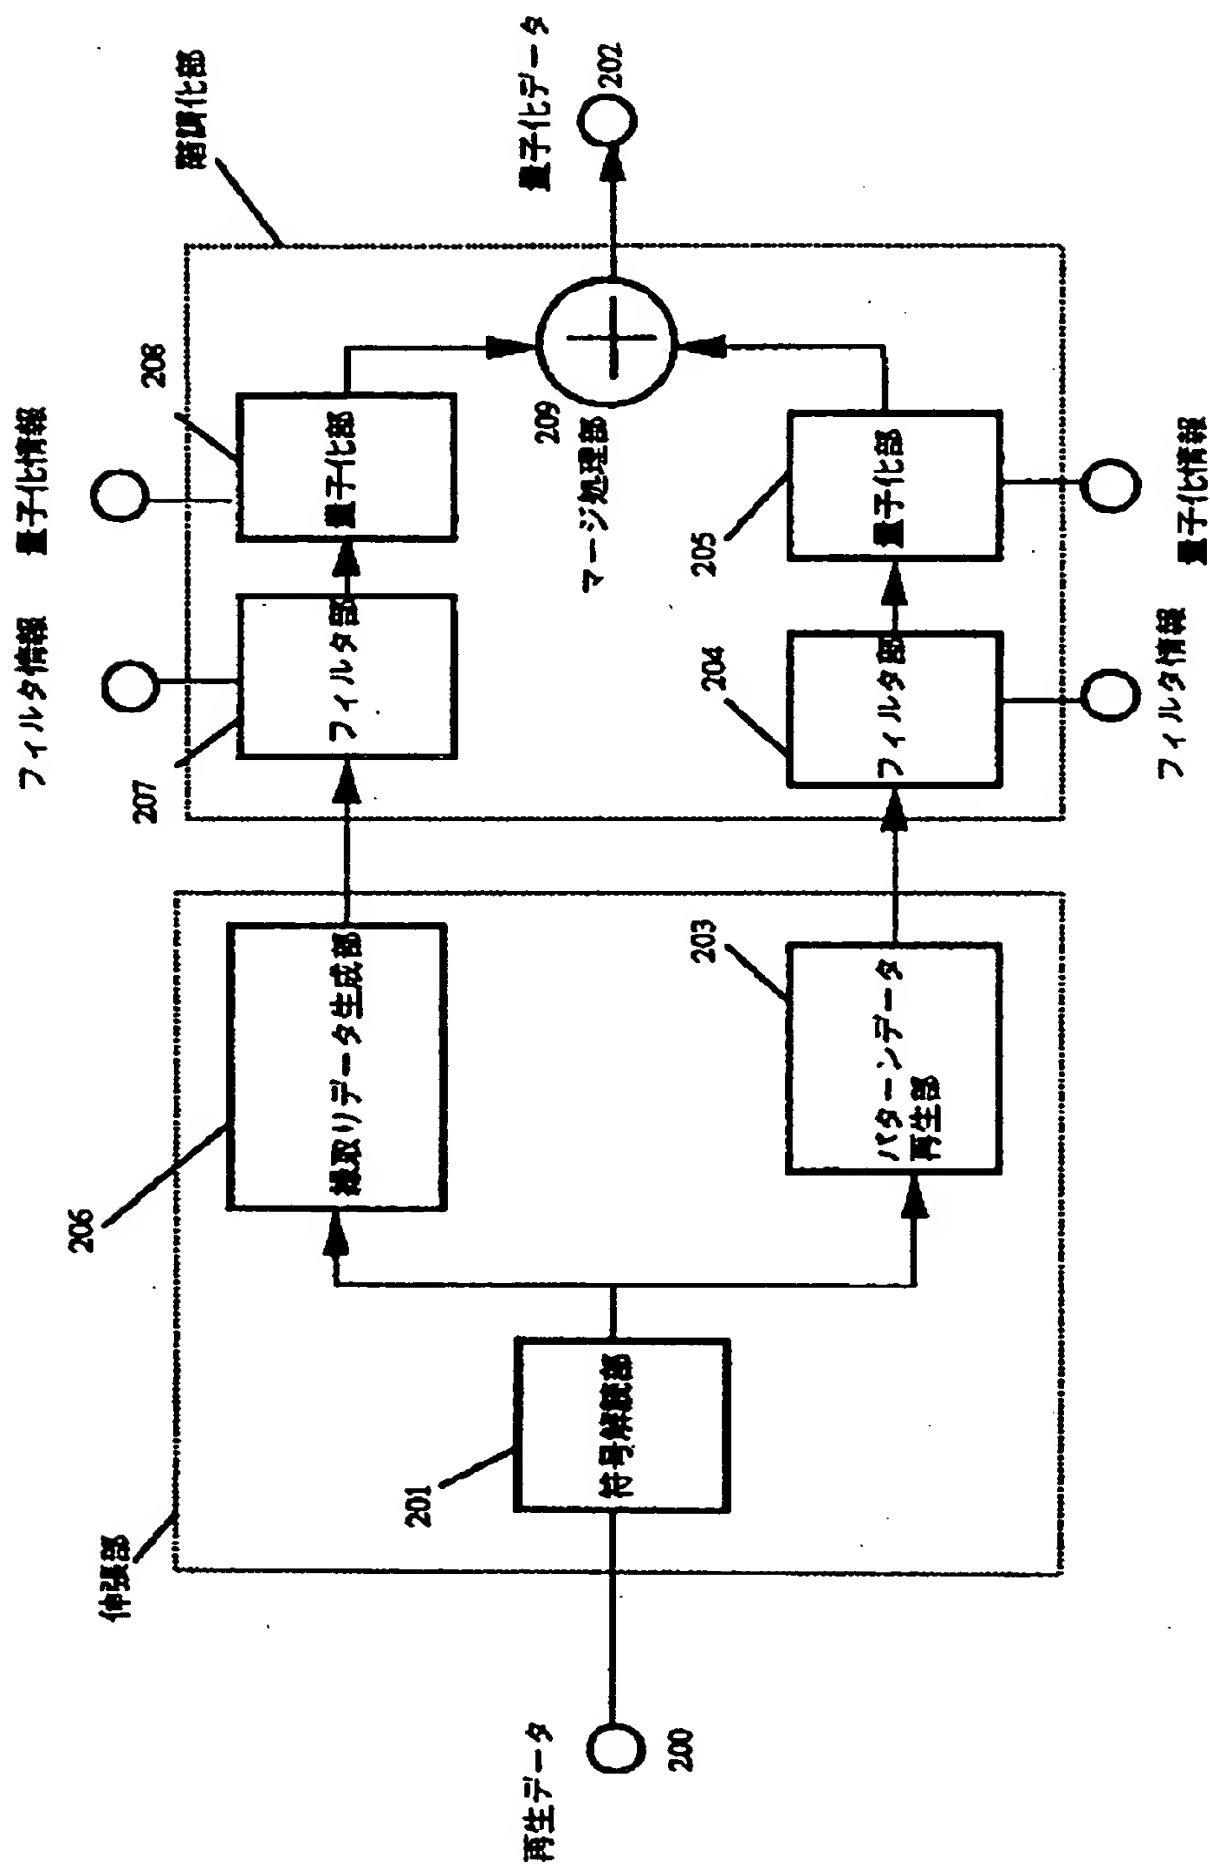 再生データ
200
伸張部
201
符号解読部
206
縁取りデータ生成部
203
パターンデータ
再生部
階調化部
フィルタ情報
207
フィルタ部
量子化情報
208
量子化部
204
フィルタ部
フィルタ情報
205
量子化部
量子化情報
209
マージ処理部
量子化データ
202